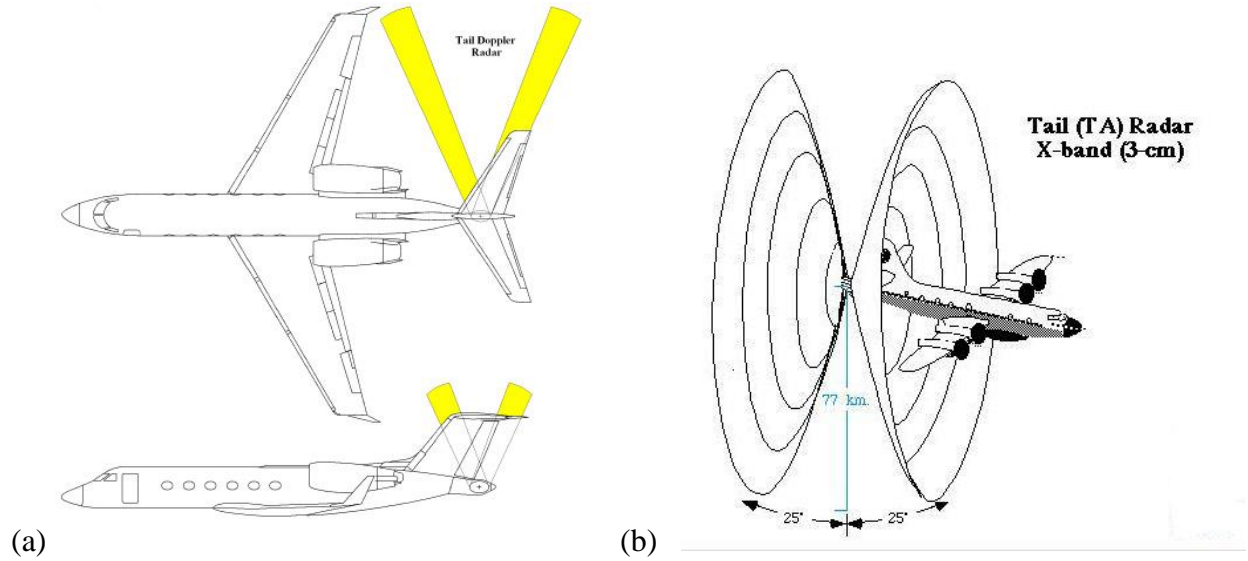 Tail Doppler
Radar
(a)
Tail (TA) Radar
X-band (3-cm)
77 km.
25°
25°
(b)